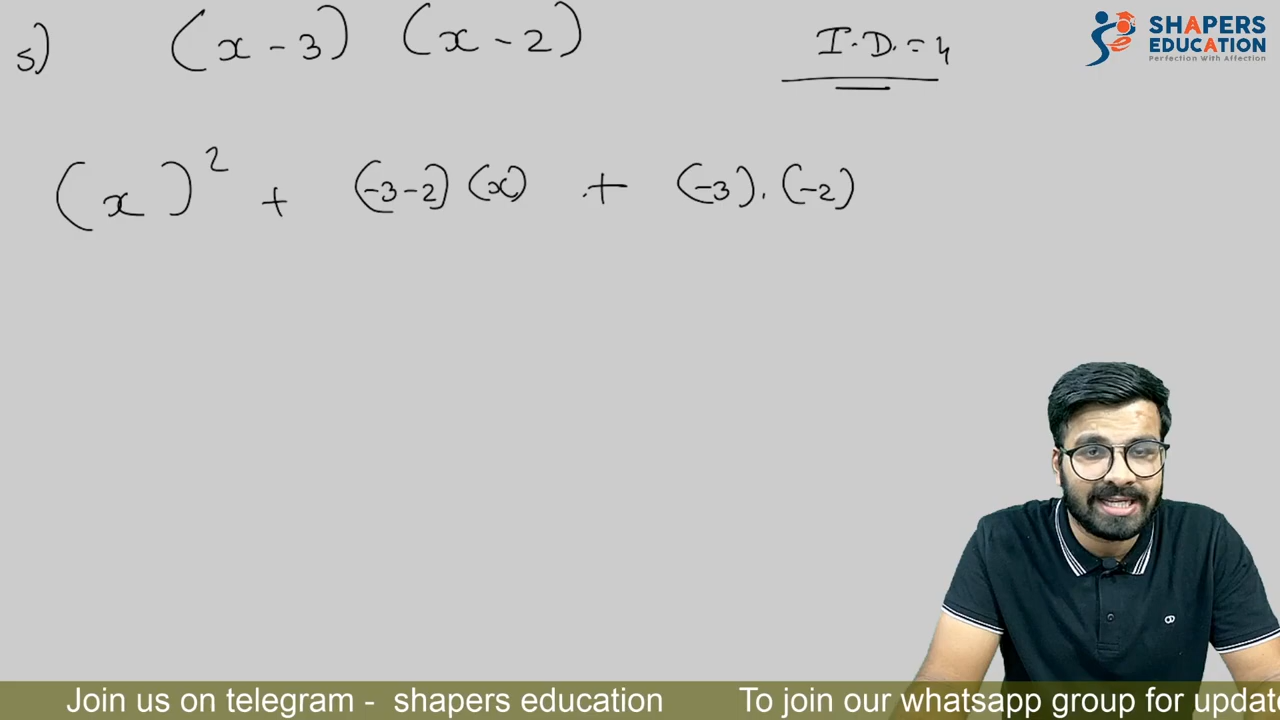 5) (x - 3) (x - 2) I.D. = 4
SHAPERS
EDUCATION
Perfection With Affection
(x)² + (-3-2) (x) + (-3) . (-2)
Join us on telegram - shapers education To join our whatsapp group for update